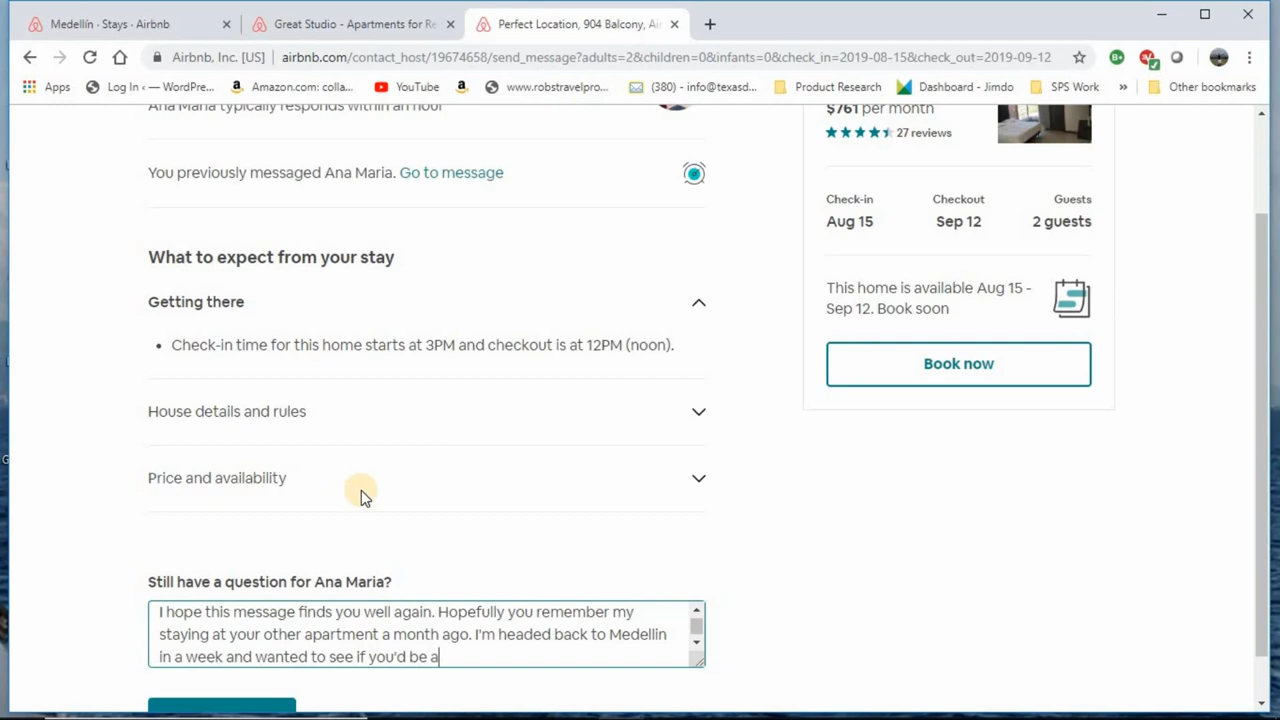 Medellín · Stays · Airbnb
Great Studio - Apartments for Re
Perfect Location, 904 Balcony, Air
Airbnb, Inc. [US]
airbnb.com/contact_host/19674658/send_message?adults=2&children=0&infants=0&check_in=2019-08-15&check_out=2019-09-12
Apps
Log In ‹ — WordPre...
Amazon.com: colla...
YouTube
www.robstravelpro...
(380) - info@texasd...
Product Research
Dashboard - Jimdo
SPS Work
»
Other bookmarks
Ana Maria typically responds within an hour
You previously messaged Ana Maria. Go to message
What to expect from your stay
Getting there
• Check-in time for this home starts at 3PM and checkout is at 12PM (noon).
House details and rules
Price and availability
Still have a question for Ana Maria?
I hope this message finds you well again. Hopefully you remember my
staying at your other apartment a month ago. I'm headed back to Medellin
in a week and wanted to see if you'd be a
$761 per month
27 reviews
Check-in
Checkout
Guests
Aug 15
Sep 12
2 guests
This home is available Aug 15 -
Sep 12. Book soon
Book now